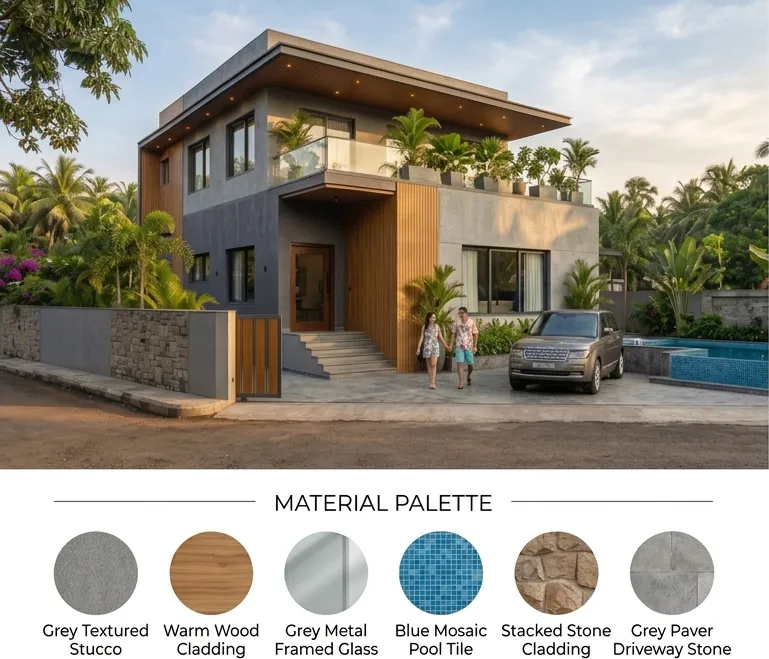 MATERIAL PALETTE
Grey Textured
Stucco
Warm Wood
Cladding
Grey Metal
Framed Glass
Blue Mosaic
Pool Tile
Stacked Stone
Cladding
Grey Paver
Driveway Stone